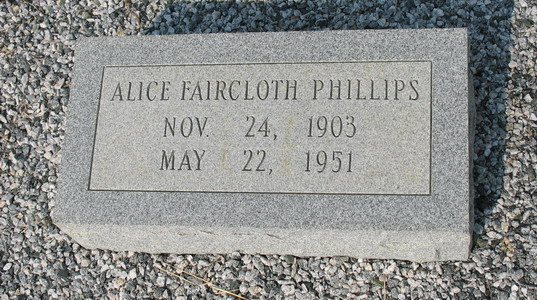 ALICE FAIRCLOTH PHILLIPS
NOV. 24, 1903
MAY 22, 1951